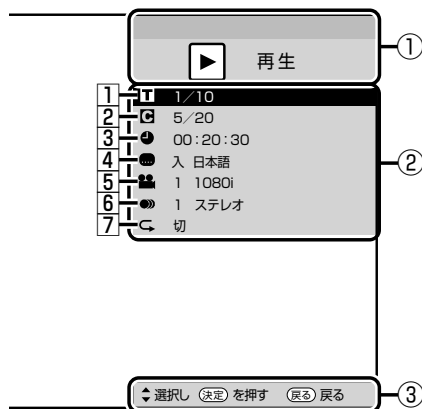 ① 再生
1 T 1/10
2 C 5/20
3 00:20:30
4 入 日本語
5 1 1080i
6 1 ステレオ
7 切
②
選択し 決定 を押す 戻る 戻る
③